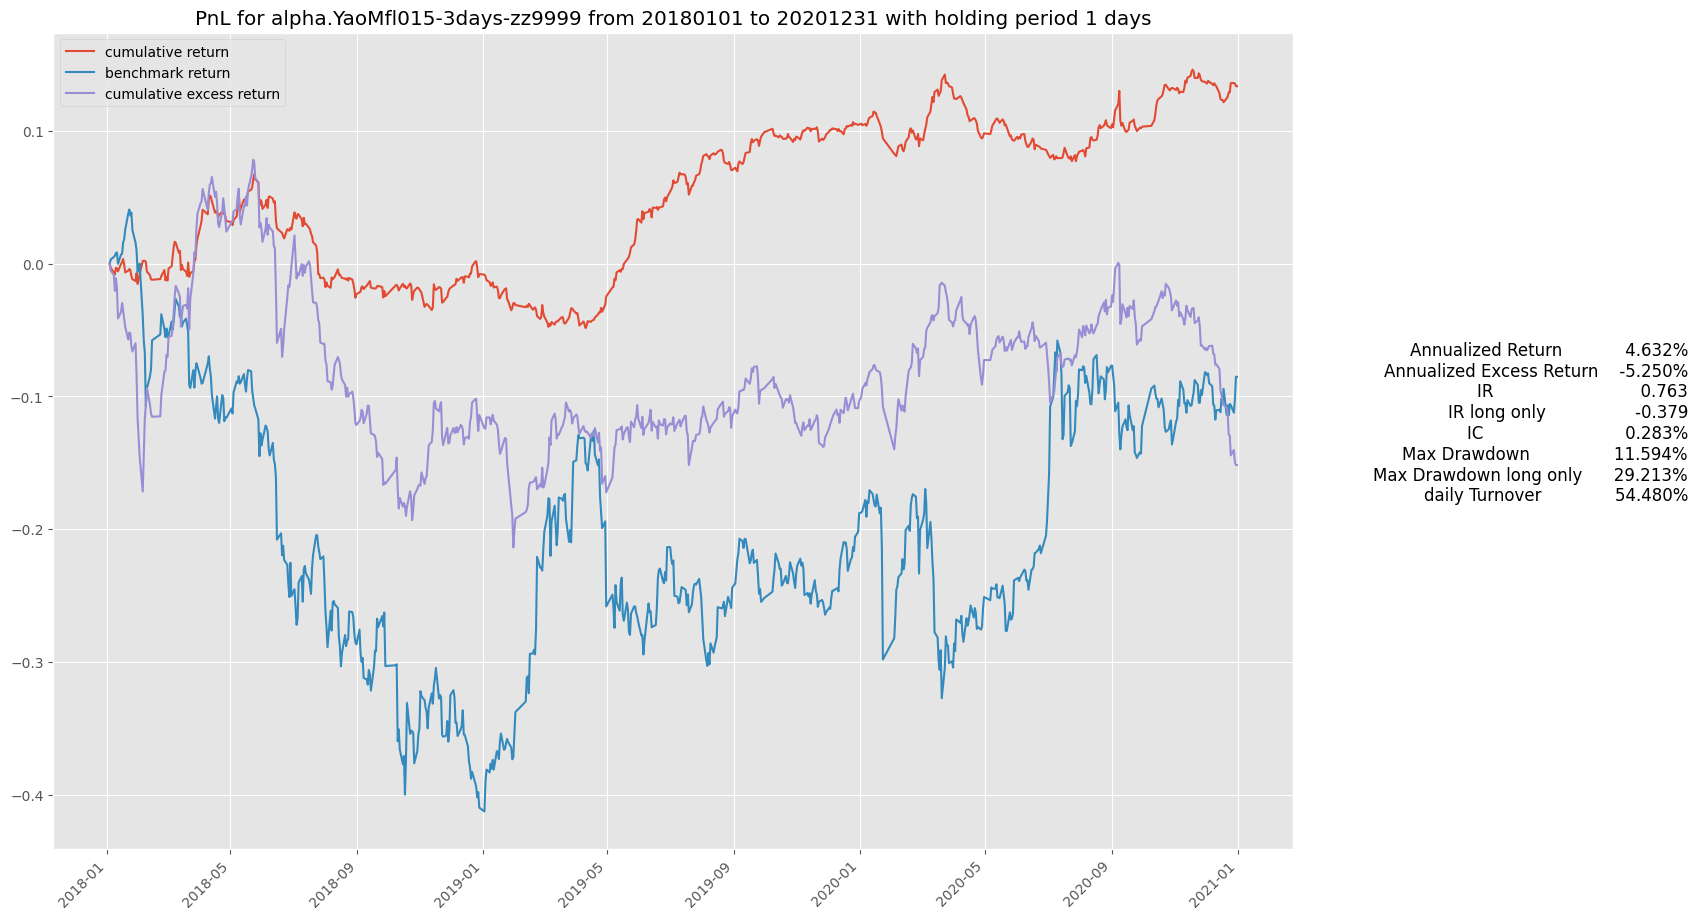 PnL for alpha.YaoMfl015-3days-zz9999 from 20180101 to 20201231 with holding period 1 days
cumulative return
benchmark return
cumulative excess return
0.1
0.0
−0.1
−0.2
−0.3
−0.4
2018-01
2018-05
2018-09
2019-01
2019-05
2019-09
2020-01
2020-05
2020-09
2021-01
Annualized Return 4.632%
Annualized Excess Return -5.250%
IR 0.763
IR long only -0.379
IC 0.283%
Max Drawdown 11.594%
Max Drawdown long only 29.213%
daily Turnover 54.480%